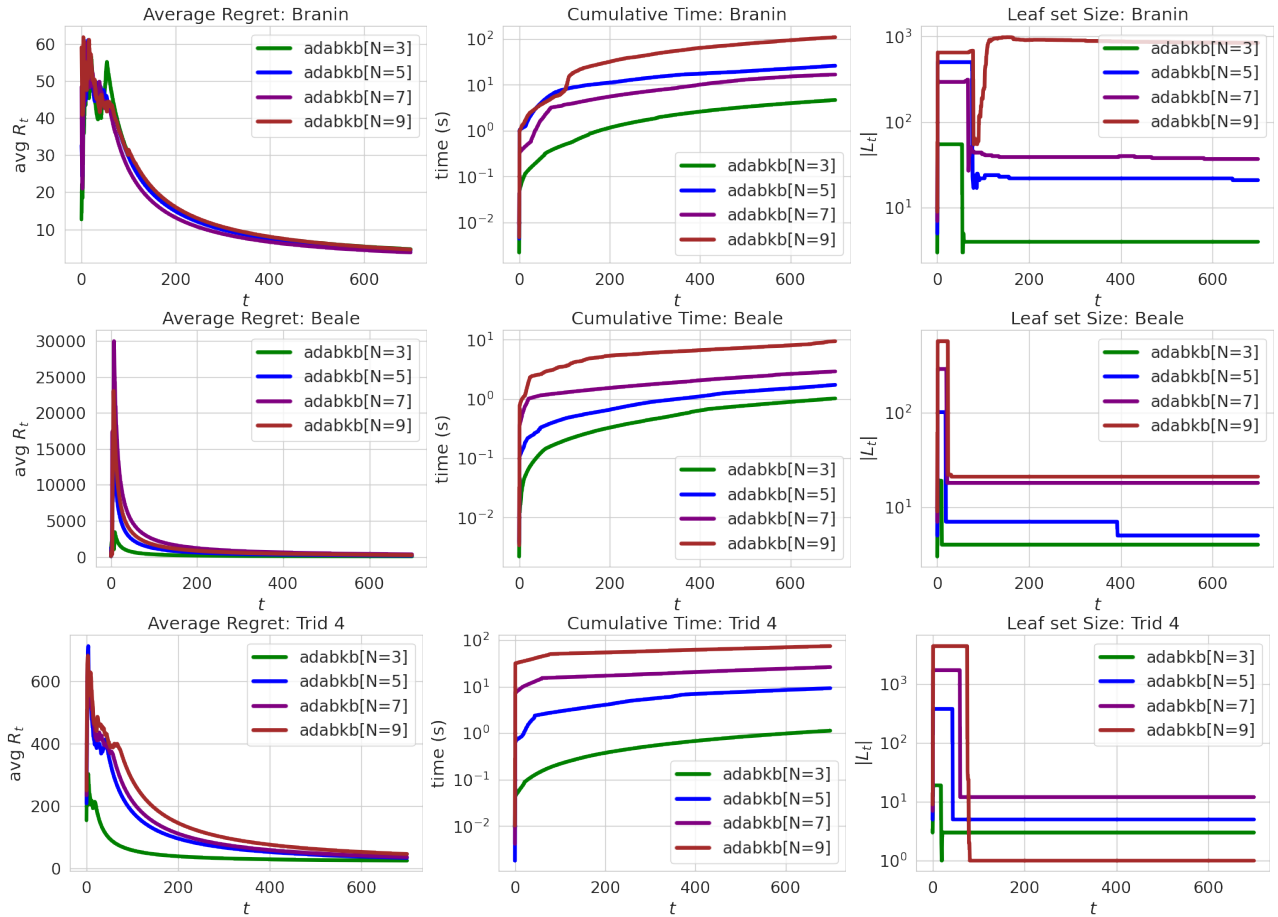 Average Regret: Branin
Cumulative Time: Branin
Leaf set Size: Branin
avg R_t
60
50
40
30
20
10
0
200
400
600
t
adabkb[N=3]
adabkb[N=5]
adabkb[N=7]
adabkb[N=9]
time (s)
10^2
10^1
10^0
10^-1
10^-2
0
200
400
600
t
adabkb[N=3]
adabkb[N=5]
adabkb[N=7]
adabkb[N=9]
|L_t|
10^3
10^2
10^1
0
200
400
600
t
adabkb[N=3]
adabkb[N=5]
adabkb[N=7]
adabkb[N=9]
Average Regret: Beale
Cumulative Time: Beale
Leaf set Size: Beale
avg R_t
30000
25000
20000
15000
10000
5000
0
0
200
400
600
t
adabkb[N=3]
adabkb[N=5]
adabkb[N=7]
adabkb[N=9]
time (s)
10^1
10^0
10^-1
10^-2
0
200
400
600
t
adabkb[N=3]
adabkb[N=5]
adabkb[N=7]
adabkb[N=9]
|L_t|
10^2
10^1
0
200
400
600
t
adabkb[N=3]
adabkb[N=5]
adabkb[N=7]
adabkb[N=9]
Average Regret: Trid 4
Cumulative Time: Trid 4
Leaf set Size: Trid 4
avg R_t
600
400
200
0
0
200
400
600
t
adabkb[N=3]
adabkb[N=5]
adabkb[N=7]
adabkb[N=9]
time (s)
10^2
10^1
10^0
10^-1
10^-2
0
200
400
600
t
adabkb[N=3]
adabkb[N=5]
adabkb[N=7]
adabkb[N=9]
|L_t|
10^3
10^2
10^1
10^0
0
200
400
600
t
adabkb[N=3]
adabkb[N=5]
adabkb[N=7]
adabkb[N=9]